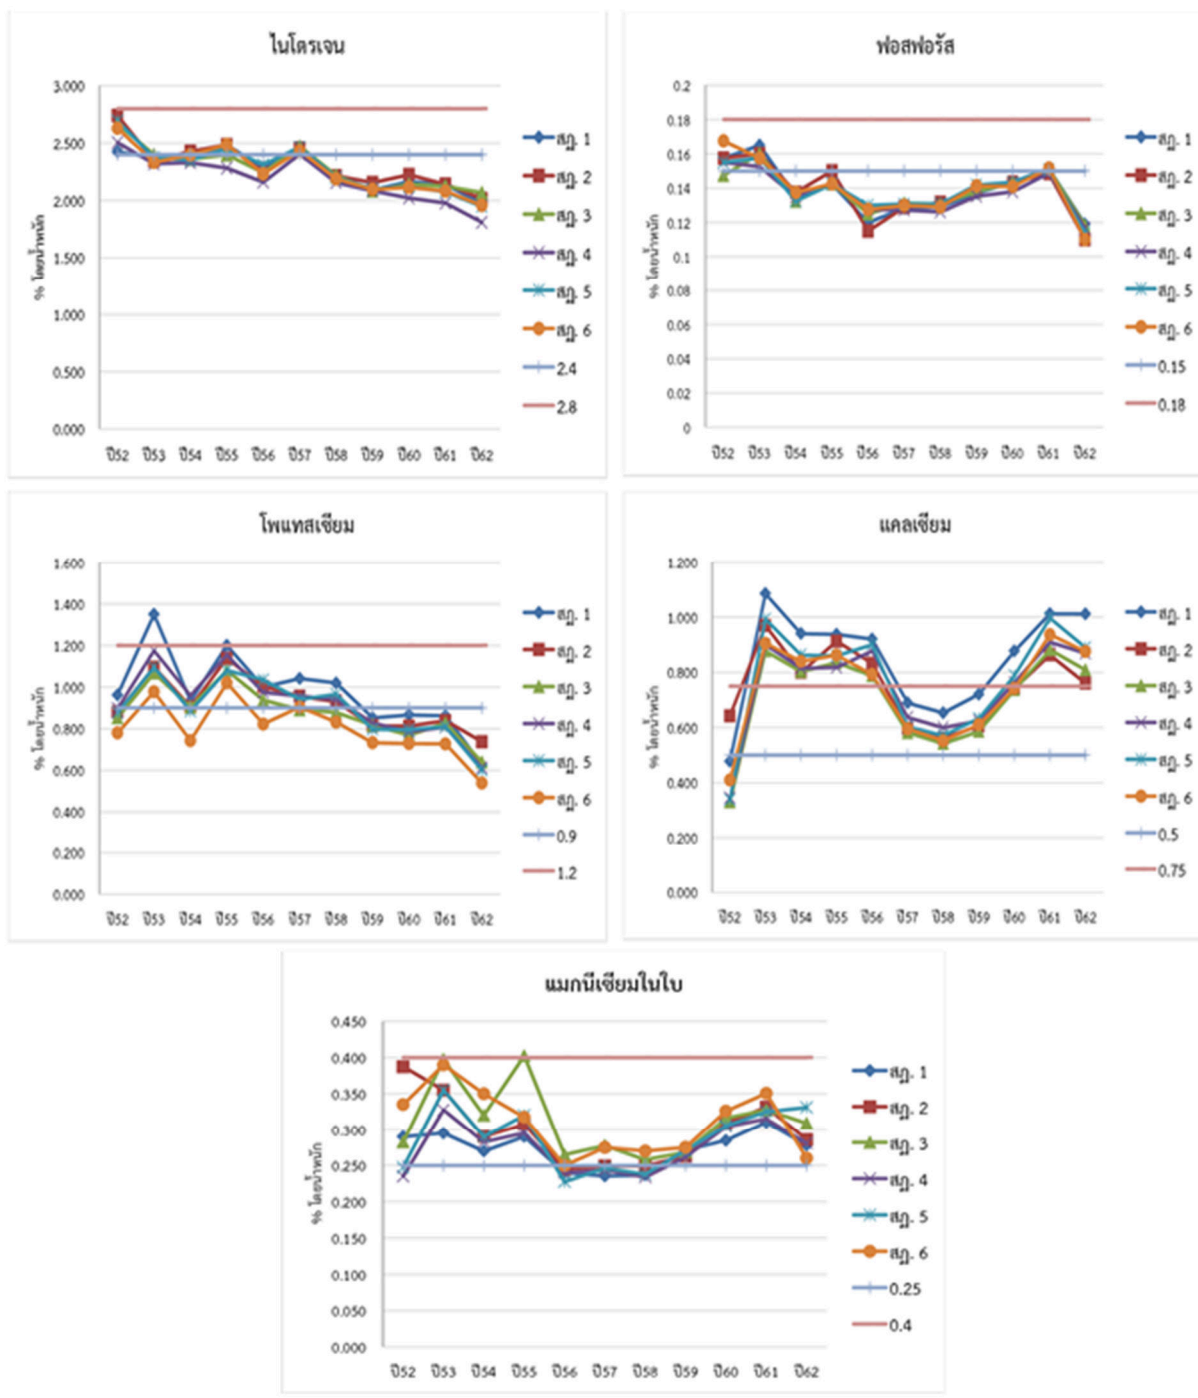 ไนโตรเจน
% โดยน้ำหนัก
3.000
2.500
2.000
1.500
1.000
0.500
0.000
ปี52 ปี53 ปี54 ปี55 ปี56 ปี57 ปี58 ปี59 ปี60 ปี61 ปี62
สฎ. 1
สฎ. 2
สฎ. 3
สฎ. 4
สฎ. 5
สฎ. 6
2.4
2.8
ฟอสฟอรัส
% โดยน้ำหนัก
0.2
0.18
0.16
0.14
0.12
0.1
0.08
0.06
0.04
0.02
0
ปี52 ปี53 ปี54 ปี55 ปี56 ปี57 ปี58 ปี59 ปี60 ปี61 ปี62
สฎ. 1
สฎ. 2
สฎ. 3
สฎ. 4
สฎ. 5
สฎ. 6
0.15
0.18
โพแทสเซียม
% โดยน้ำหนัก
1.600
1.400
1.200
1.000
0.800
0.600
0.400
0.200
0.000
ปี52 ปี53 ปี54 ปี55 ปี56 ปี57 ปี58 ปี59 ปี60 ปี61 ปี62
สฎ. 1
สฎ. 2
สฎ. 3
สฎ. 4
สฎ. 5
สฎ. 6
0.9
1.2
แคลเซียม
% โดยน้ำหนัก
1.200
1.000
0.800
0.600
0.400
0.200
0.000
ปี52 ปี53 ปี54 ปี55 ปี56 ปี57 ปี58 ปี59 ปี60 ปี61 ปี62
สฎ. 1
สฎ. 2
สฎ. 3
สฎ. 4
สฎ. 5
สฎ. 6
0.5
0.75
แมกนีเซียมในใบ
% โดยน้ำหนัก
0.450
0.400
0.350
0.300
0.250
0.200
0.150
0.100
0.050
0.000
ปี52 ปี53 ปี54 ปี55 ปี56 ปี57 ปี58 ปี59 ปี60 ปี61 ปี62
สฎ. 1
สฎ. 2
สฎ. 3
สฎ. 4
สฎ. 5
สฎ. 6
0.25
0.4